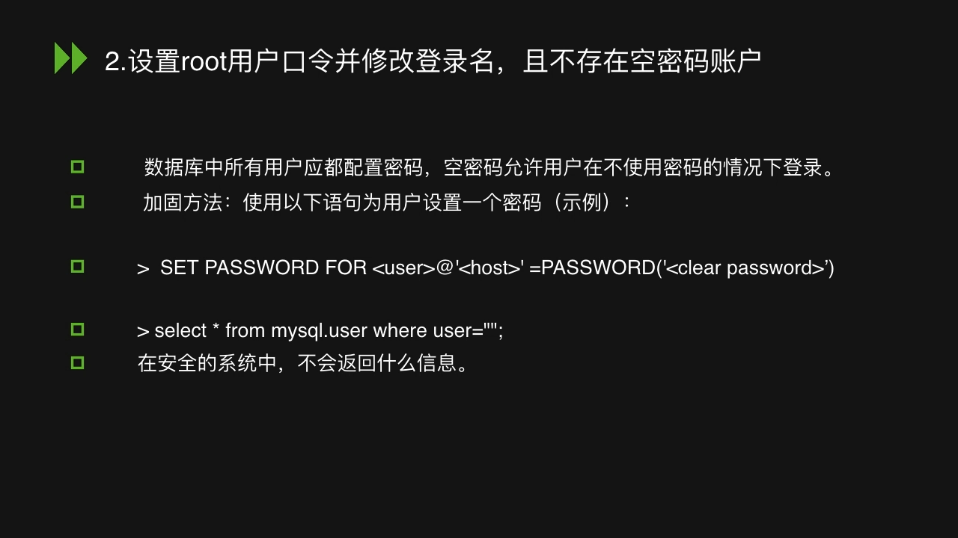 2.设置root用户口令并修改登录名，且不存在空密码账户
数据库中所有用户应都配置密码，空密码允许用户在不使用密码的情况下登录。
加固方法：使用以下语句为用户设置一个密码（示例）：
> SET PASSWORD FOR <user>@'<host>' =PASSWORD('<clear password>’)
> select * from mysql.user where user="";
在安全的系统中，不会返回什么信息。